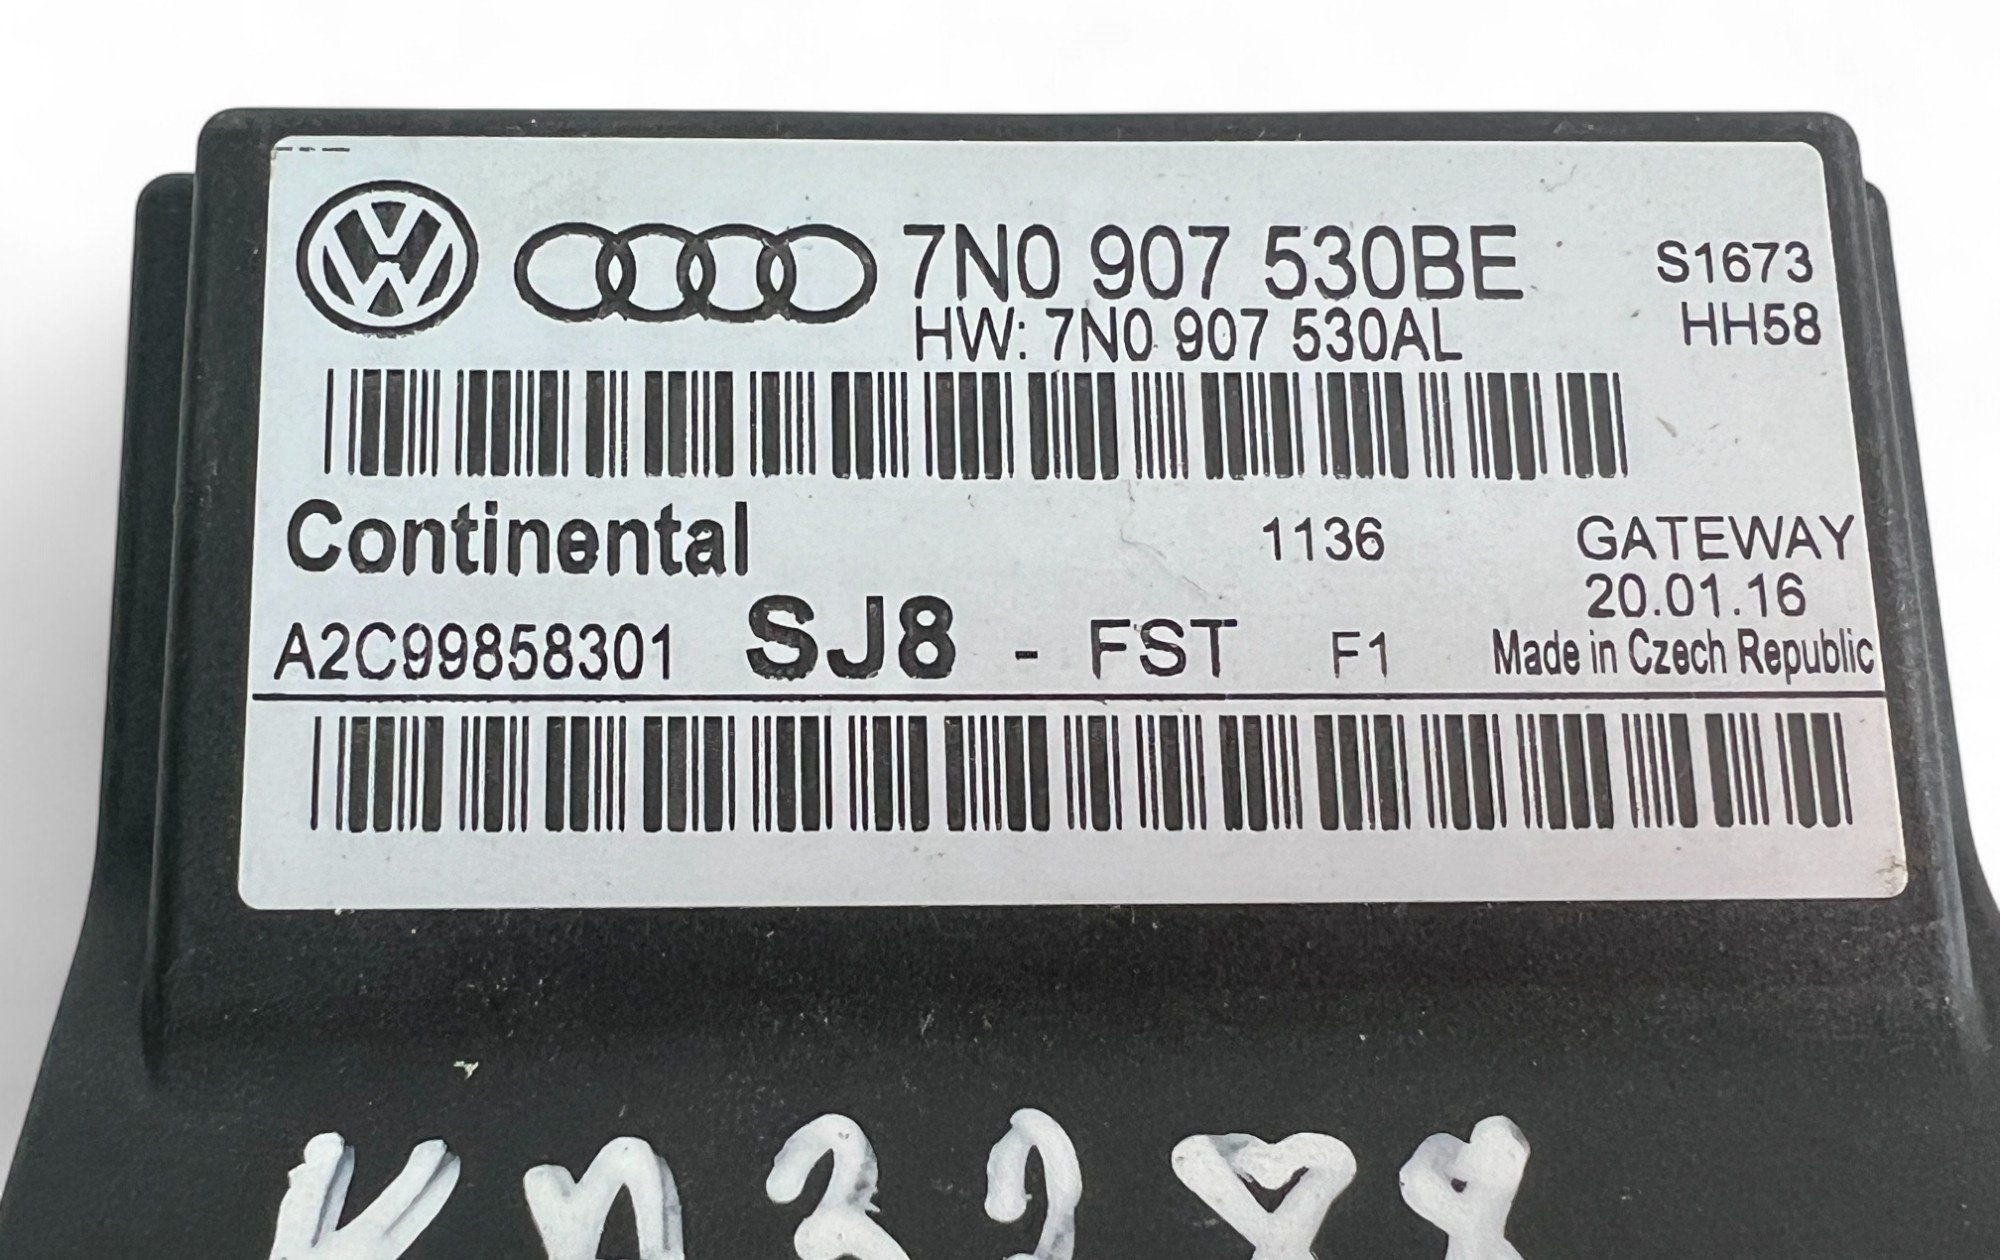 7N0 907 530BE
S1673
HW: 7N0 907 530AL
HH58
Continental
1136
GATEWAY
20.01.16
A2C99858301 SJ8 - FST F1
Made in Czech Republic